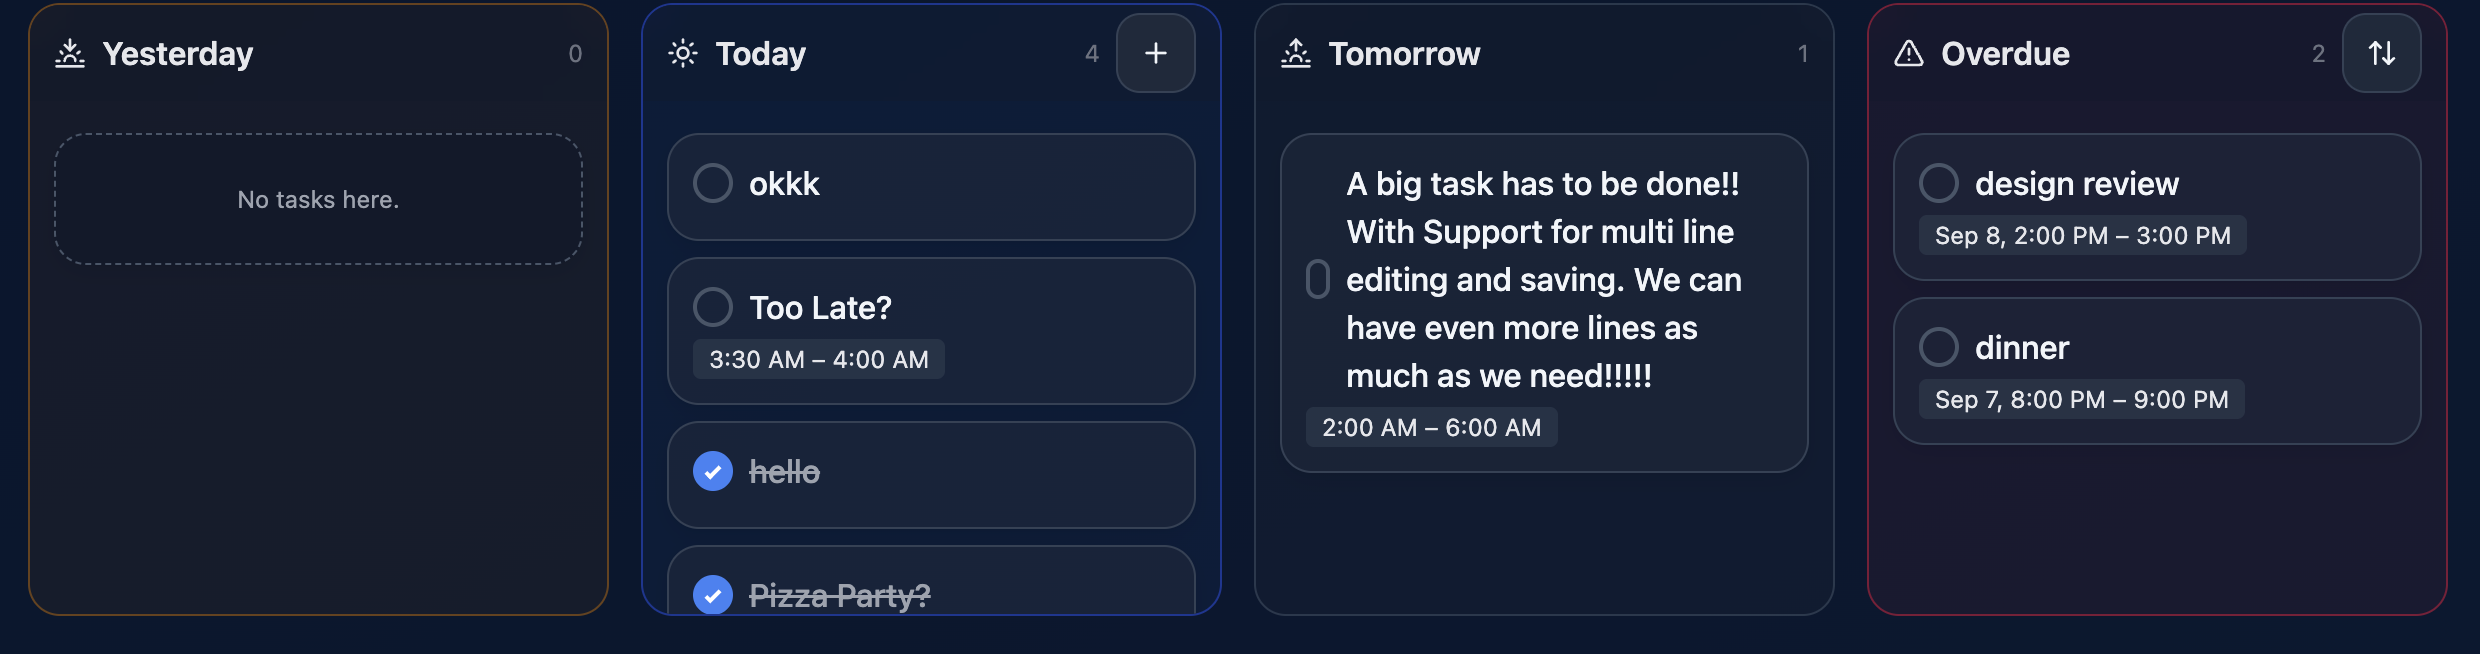 Yesterday 0
No tasks here.
Today 4
okkk
Too Late?
3:30 AM – 4:00 AM
hello
Pizza Party?
Tomorrow 1
A big task has to be done!!
With Support for multi line
editing and saving. We can
have even more lines as
much as we need!!!!!
2:00 AM – 6:00 AM
Overdue 2
design review
Sep 8, 2:00 PM – 3:00 PM
dinner
Sep 7, 8:00 PM – 9:00 PM